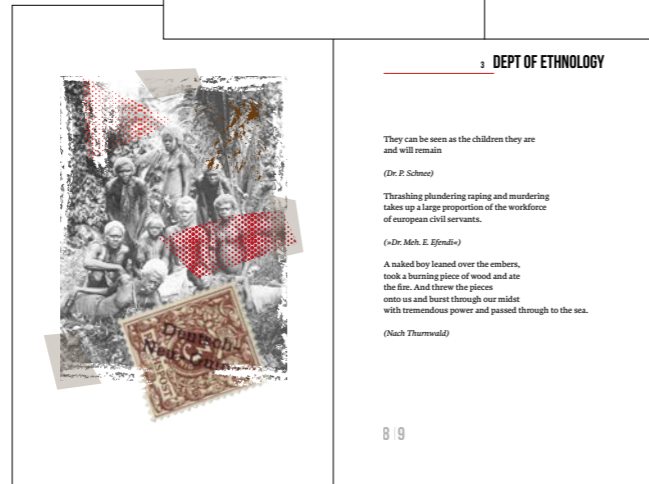 Deutsch-
Neu-Guinea
3 DEPT OF ETHNOLOGY
They can be seen as the children they are
and will remain
(Dr. P. Schnee)
Thrashing plundering raping and murdering
takes up a large proportion of the workforce
of european civil servants.
(»Dr. Meh. E. Efendi«)
A naked boy leaned over the embers,
took a burning piece of wood and ate
the fire. And threw the pieces
onto us and burst through our midst
with tremendous power and passed through to the sea.
(Nach Thurnwald)
8|9